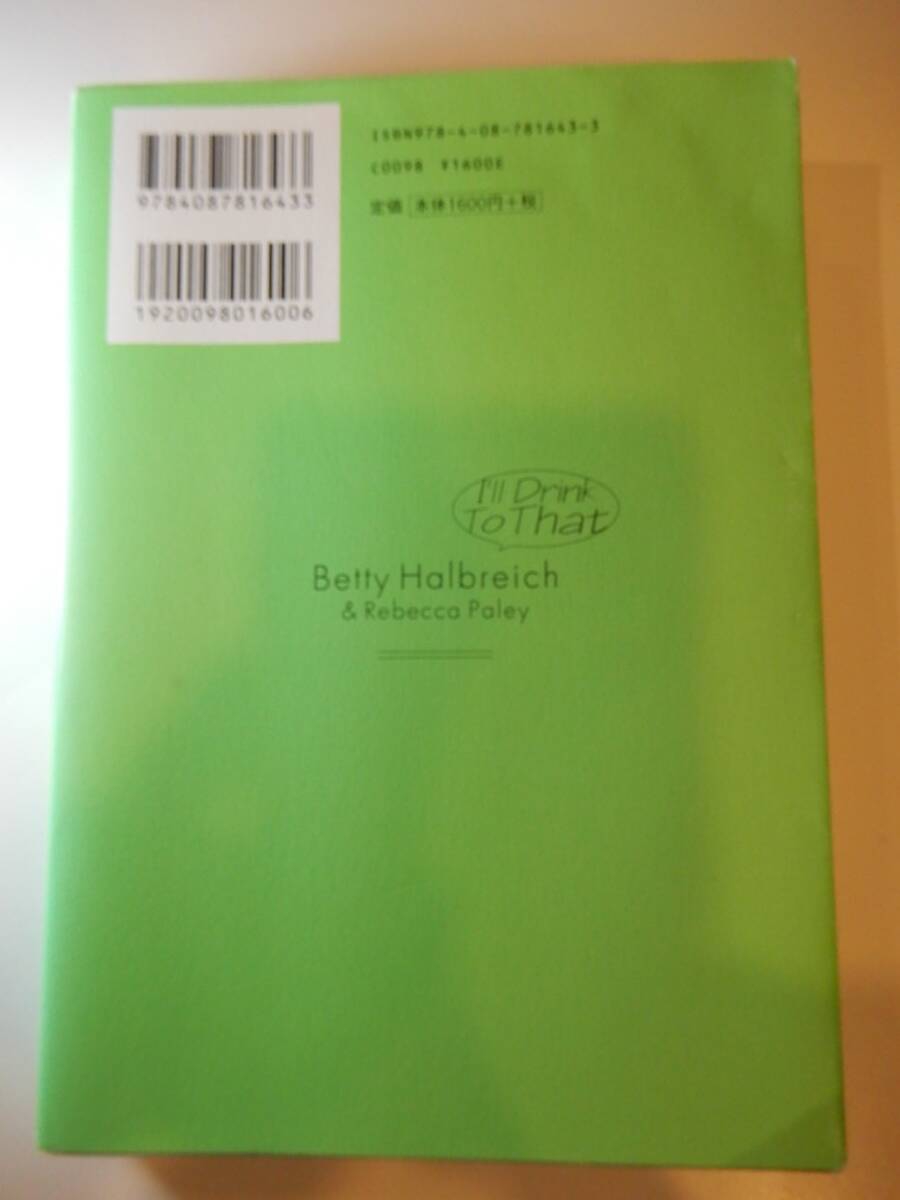 9784087816433
1920098016006
ISBN978-4-08-781643-3
C0098 ¥1600E
定価 本体1600円+税
I'll Drink
To That
Betty Halbreich
& Rebecca Paley